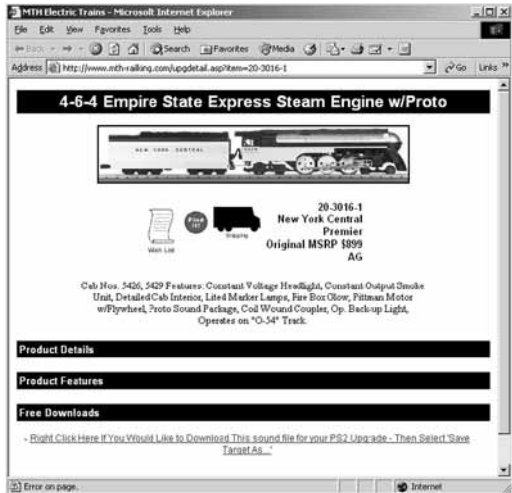 MTH Electric Trains - Microsoft Internet Explorer
File Edit View Favorites Tools Help
Back Search Favorites Media
Address http://www.mth-railking.com/upgdetail.asp?item=20-3016-1 Go Links »
4-6-4 Empire State Express Steam Engine w/Proto
NEW YORK CENTRAL
Find It!
Wish List
Shipping
20-3016-1
New York Central
Premier
Original MSRP $899
AG
Cab Nos. 5426, 5429 Features: Constant Voltage Headlight, Constant Output Smoke
Unit, Detailed Cab Interior, Lited Marker Lamps, Fire Box Glow, Pittman Motor
w/Flywheel, Proto Sound Package, Coil Wound Coupler, Op. Back-up Light,
Operates on "O-54" Track.
Product Details
Product Features
Free Downloads
- Right Click Here If You Would Like to Download This sound file for your PS2 Upgrade - Then Select 'Save
Target As...'
Error on page. Internet